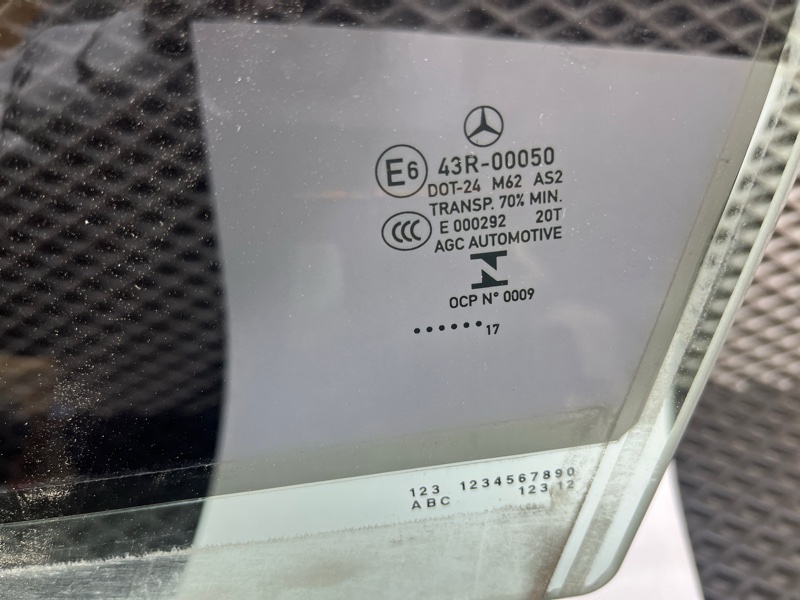 E6 43R-00050
DOT-24 M62 AS2
TRANSP. 70% MIN.
CCC E 000292 20T
AGC AUTOMOTIVE
OCP N° 0009
······17
123 1234567890
ABC 123 12